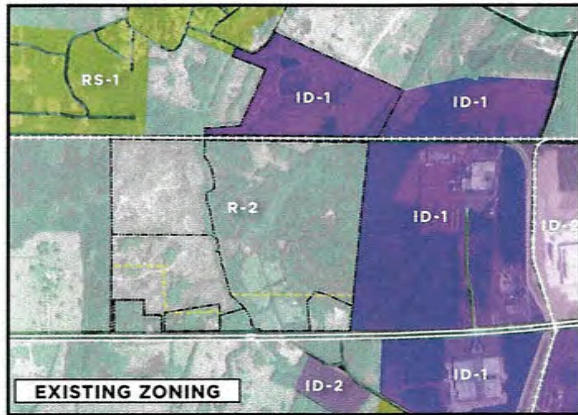 RS-1
ID-1
ID-1
R-2
ID-1
ID-2
ID-1
ID-2
EXISTING ZONING